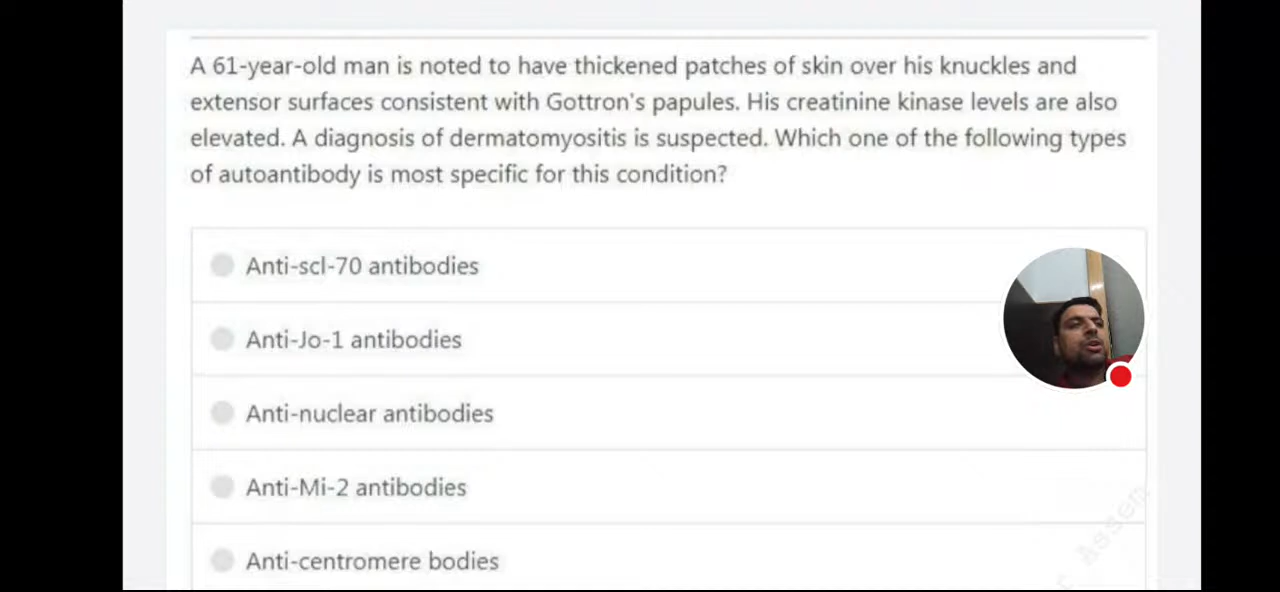 A 61-year-old man is noted to have thickened patches of skin over his knuckles and
extensor surfaces consistent with Gottron's papules. His creatinine kinase levels are also
elevated. A diagnosis of dermatomyositis is suspected. Which one of the following types
of autoantibody is most specific for this condition?
Anti-scl-70 antibodies
Anti-Jo-1 antibodies
Anti-nuclear antibodies
Anti-Mi-2 antibodies
Anti-centromere bodies